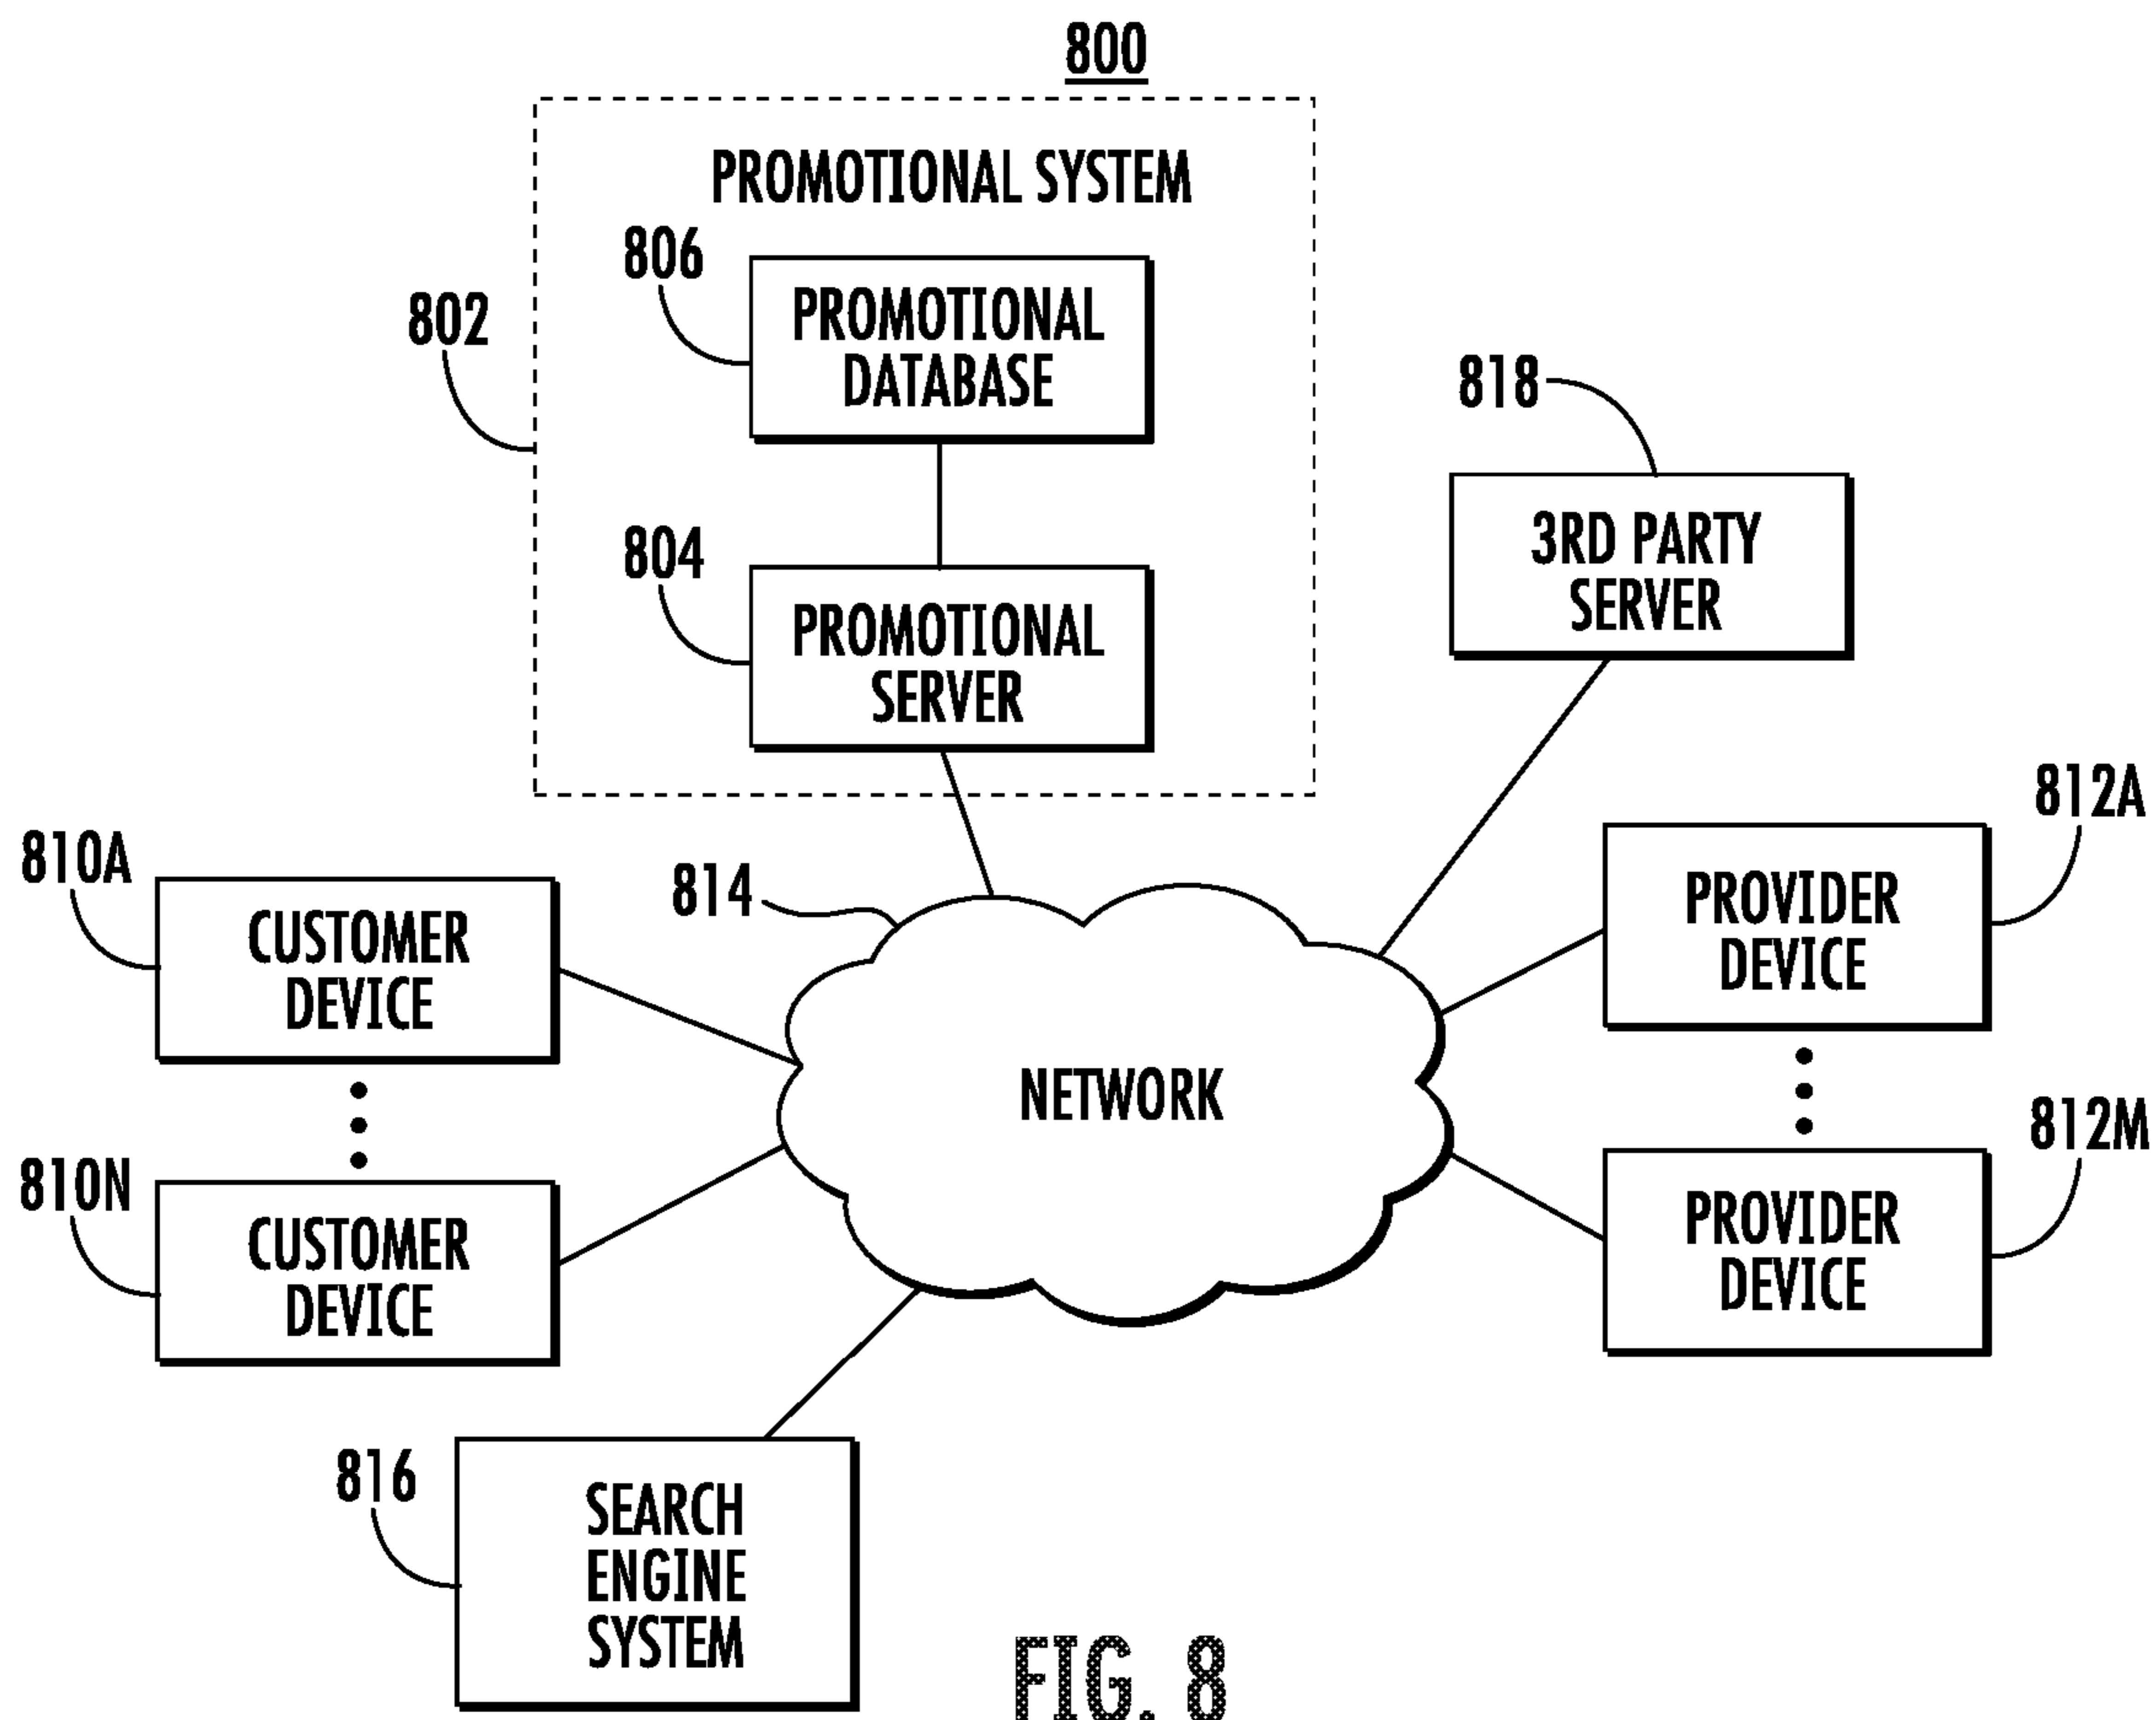 800
PROMOTIONAL SYSTEM
806
PROMOTIONAL
DATABASE
802
818
3RD PARTY
SERVER
804
PROMOTIONAL
SERVER
812A
PROVIDER
DEVICE
810A
CUSTOMER
DEVICE
814
NETWORK
812M
PROVIDER
DEVICE
810N
CUSTOMER
DEVICE
816
SEARCH
ENGINE
SYSTEM
FIG. 8